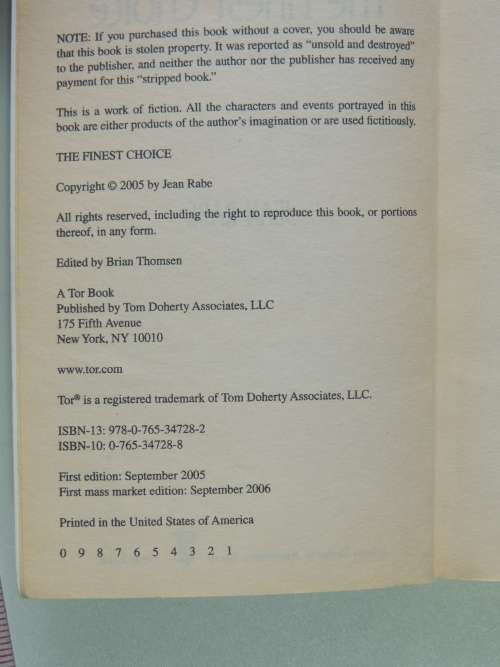 NOTE: If you purchased this book without a cover, you should be aware
that this book is stolen property. It was reported as “unsold and destroyed”
to the publisher, and neither the author nor the publisher has received any
payment for this “stripped book.”
This is a work of fiction. All the characters and events portrayed in this
book are either products of the author’s imagination or are used fictitiously.
THE FINEST CHOICE
Copyright © 2005 by Jean Rabe
All rights reserved, including the right to reproduce this book, or portions
thereof, in any form.
Edited by Brian Thomsen
A Tor Book
Published by Tom Doherty Associates, LLC
175 Fifth Avenue
New York, NY 10010
www.tor.com
Tor® is a registered trademark of Tom Doherty Associates, LLC.
ISBN-13: 978-0-765-34728-2
ISBN-10: 0-765-34728-8
First edition: September 2005
First mass market edition: September 2006
Printed in the United States of America
0 9 8 7 6 5 4 3 2 1